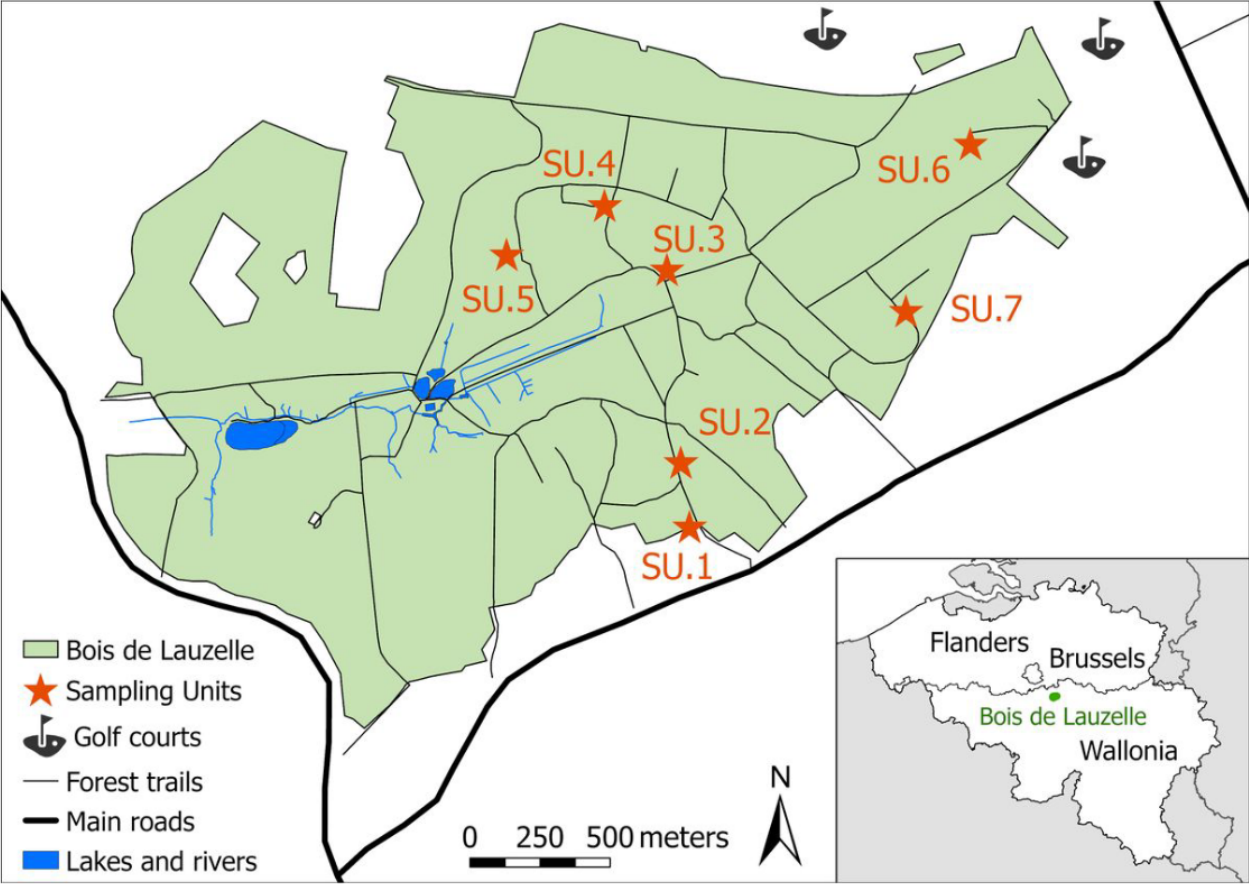 SU.4
SU.6
SU.3
SU.5
SU.7
SU.2
SU.1
Bois de Lauzelle
Sampling Units
Golf courts
Forest trails
Main roads
Lakes and rivers
0 250 500 meters
N
Flanders
Brussels
Bois de Lauzelle
Wallonia